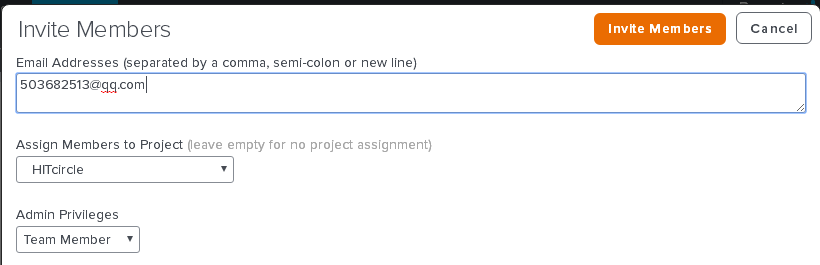 Invite Members
Invite Members
Cancel
Email Addresses (separated by a comma, semi-colon or new line)
503682513@qq.com
Assign Members to Project (leave empty for no project assignment)
HITcircle
Admin Privileges
Team Member